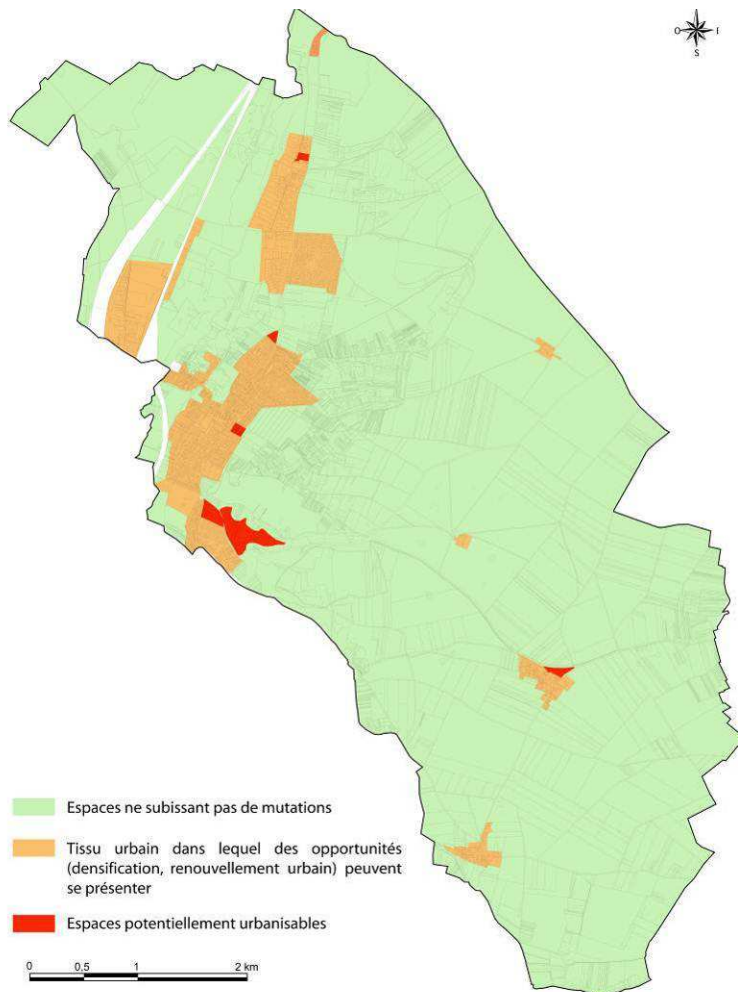 O I
S
Espaces ne subissant pas de mutations
Tissu urbain dans lequel des opportunités
(densification, renouvellement urbain) peuvent
se présenter
Espaces potentiellement urbanisables
0 0,5 1 2 km